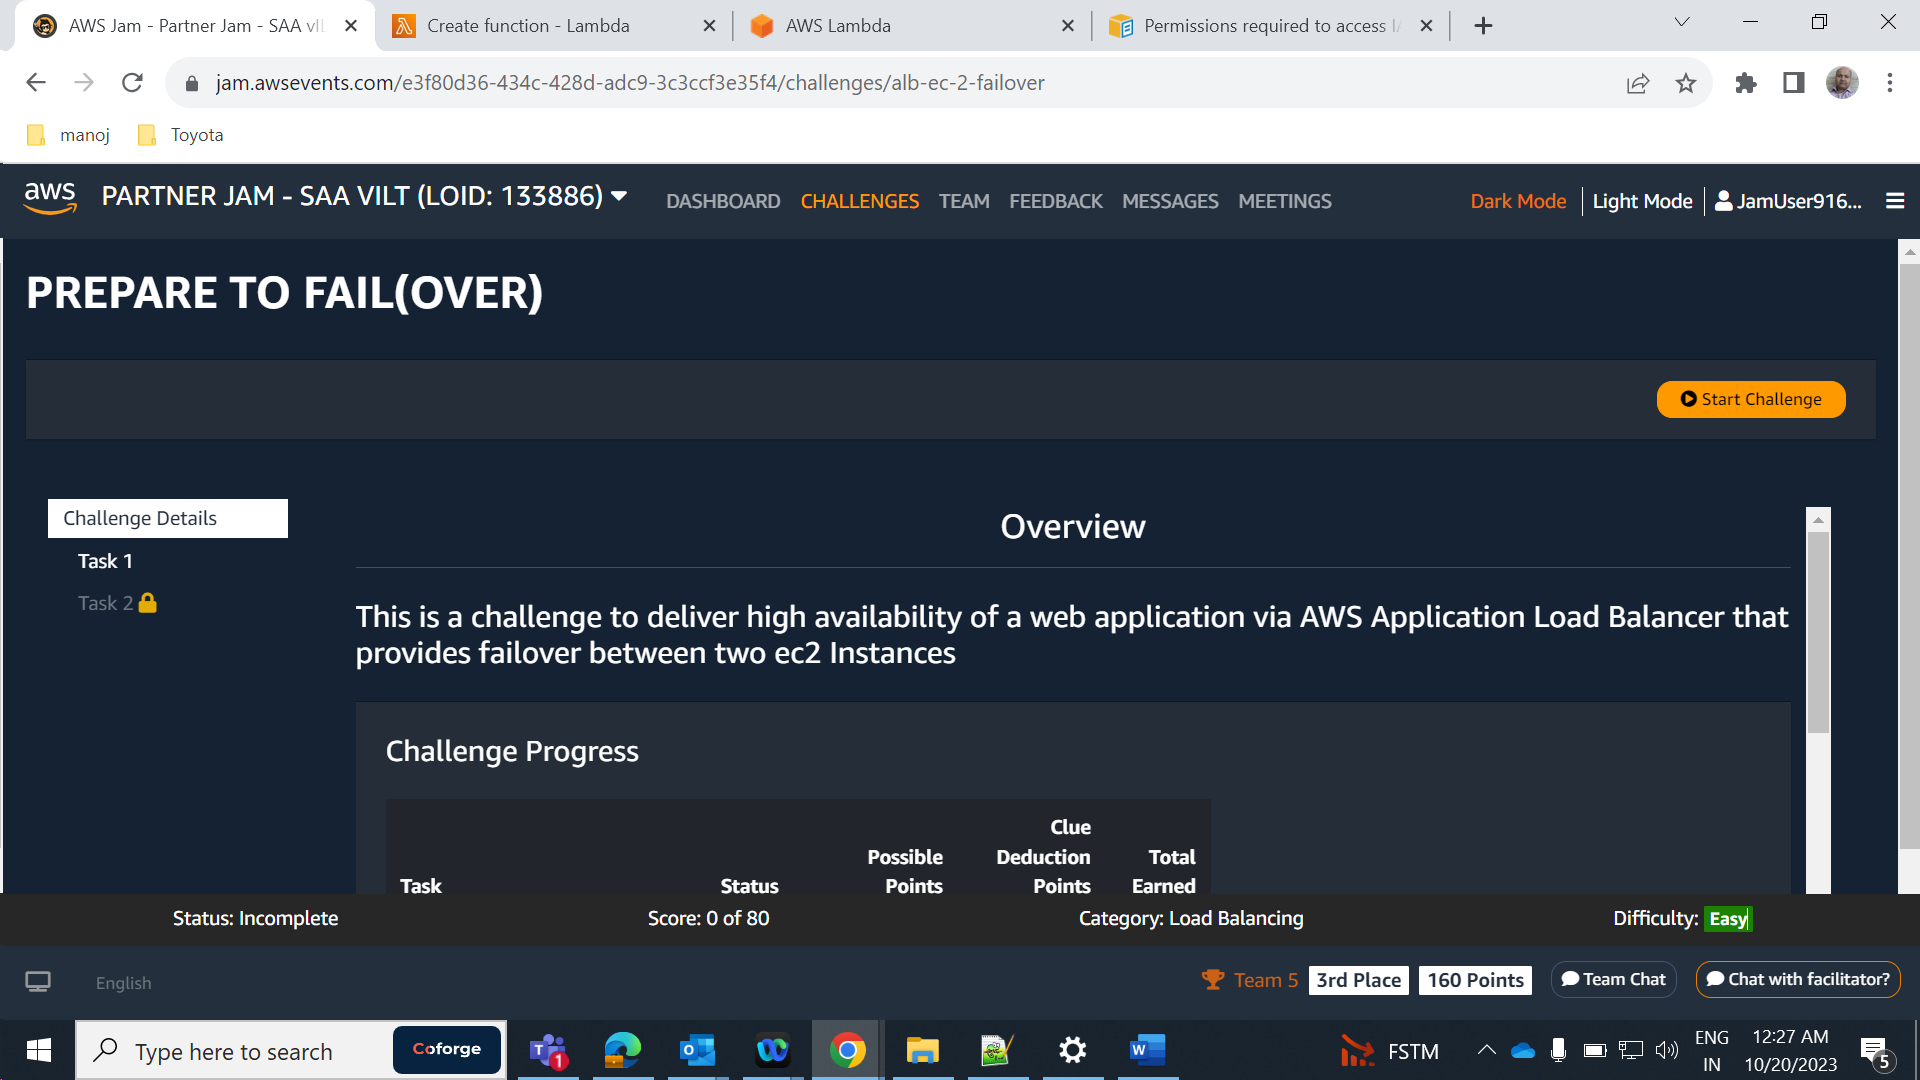 AWS Jam - Partner Jam - SAA vIL
Create function - Lambda
AWS Lambda
Permissions required to access I
jam.awsevents.com/e3f80d36-434c-428d-adc9-3c3ccf3e35f4/challenges/alb-ec-2-failover
manoj
Toyota
aws
PARTNER JAM - SAA VILT (LOID: 133886)
DASHBOARD CHALLENGES TEAM FEEDBACK MESSAGES MEETINGS
Dark Mode Light Mode JamUser916...
PREPARE TO FAIL(OVER)
Start Challenge
Challenge Details
Task 1
Task 2
Overview
This is a challenge to deliver high availability of a web application via AWS Application Load Balancer that
provides failover between two ec2 Instances
Challenge Progress
Task
Status
Possible
Points
Clue
Deduction
Points
Total
Earned
Status: Incomplete
Score: 0 of 80
Category: Load Balancing
Difficulty: Easy
English
Team 5 3rd Place 160 Points
Team Chat
Chat with facilitator?
Type here to search
Coforge
1
FSTM
ENG
IN
12:27 AM
10/20/2023
5